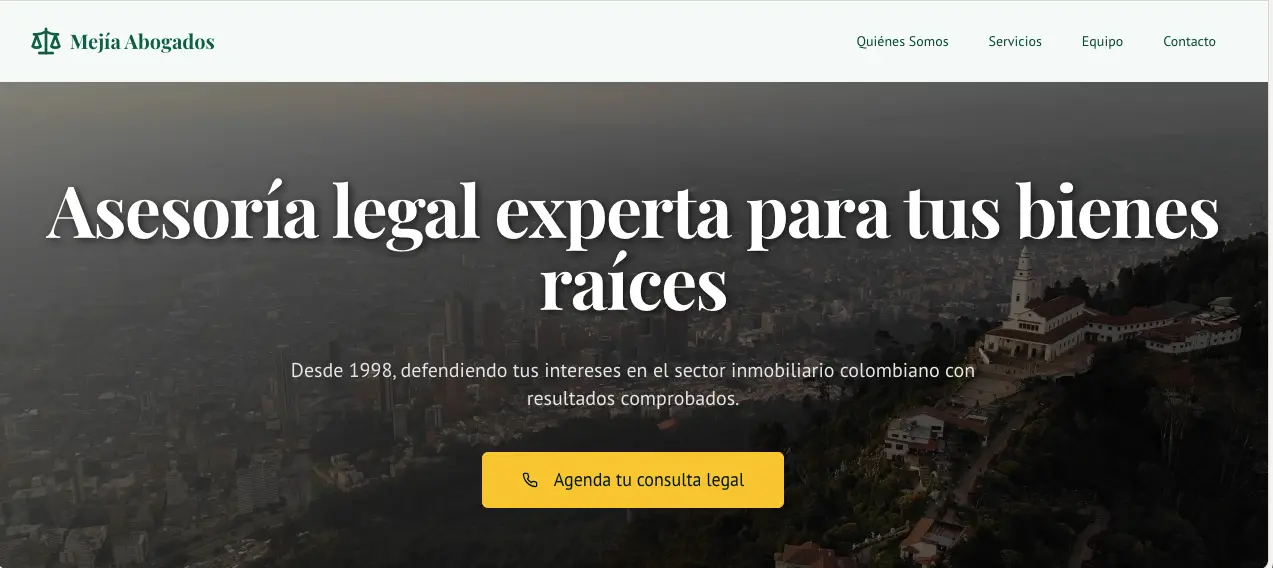 Mejía Abogados
Quiénes Somos
Servicios
Equipo
Contacto
Asesoría legal experta para tus bienes
raíces
Desde 1998, defendiendo tus intereses en el sector inmobiliario colombiano con
resultados comprobados.
Agenda tu consulta legal